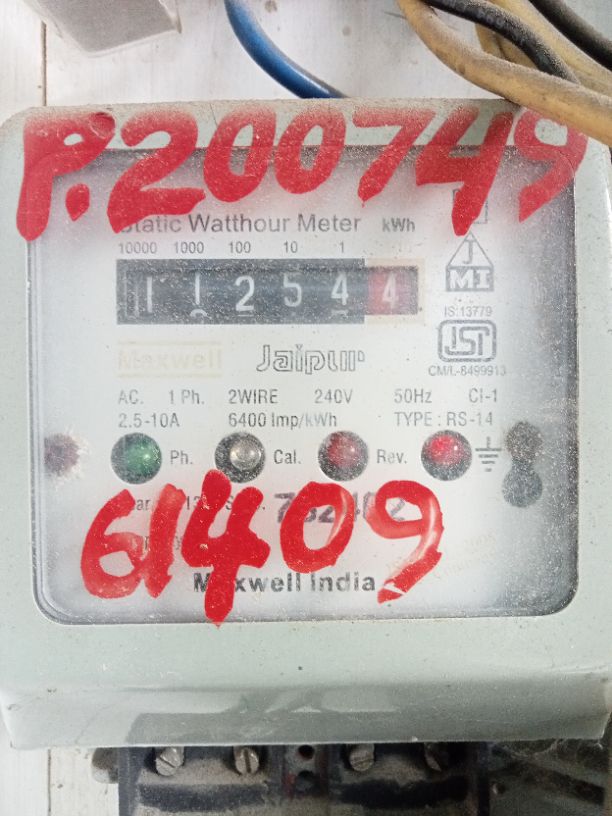 P.200749
Static Watthour Meter kWh
10000 1000 100 10 1
1 1 2 5 4 4
J
MI
IS:13779
ISI
CM/L-8499913
Maxwell Jaipur
AC. 1 Ph. 2WIRE 240V 50Hz Cl-1
2.5-10A 6400 Imp/kWh TYPE : RS-14
Ph. Cal. Rev.
61409
Maxwell India